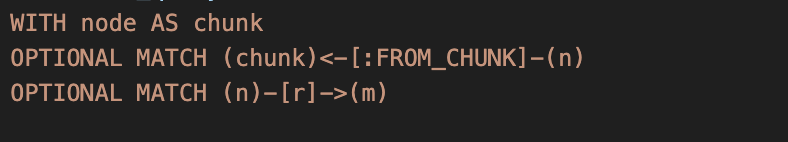 WITH node AS chunk
OPTIONAL MATCH (chunk)<-[:FROM_CHUNK]-(n)
OPTIONAL MATCH (n)-[r]->(m)